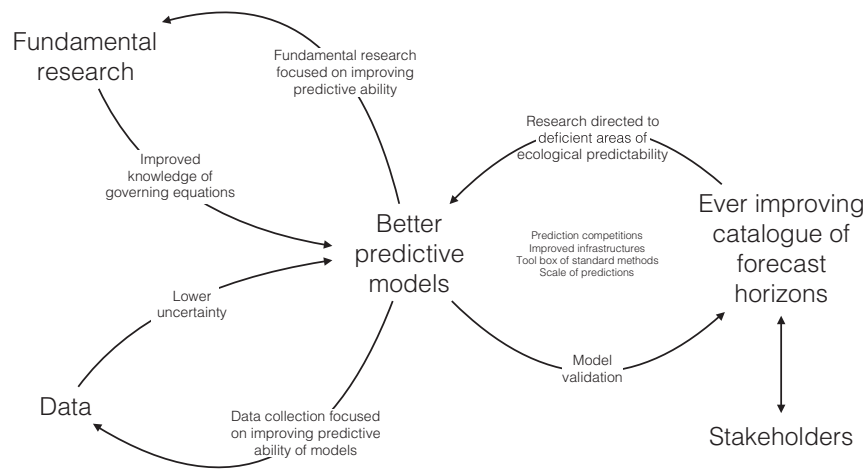 Fundamental
research
Fundamental research
focused on improving
predictive ability
Improved
knowledge of
governing equations
Research directed to
deficient areas of
ecological predictability
Better
predictive
models
Prediction competitions
Improved infrastructures
Tool box of standard methods
Scale of predictions
Ever improving
catalogue of
forecast
horizons
Lower
uncertainty
Model
validation
Data
Data collection focused
on improving predictive
ability of models
Stakeholders